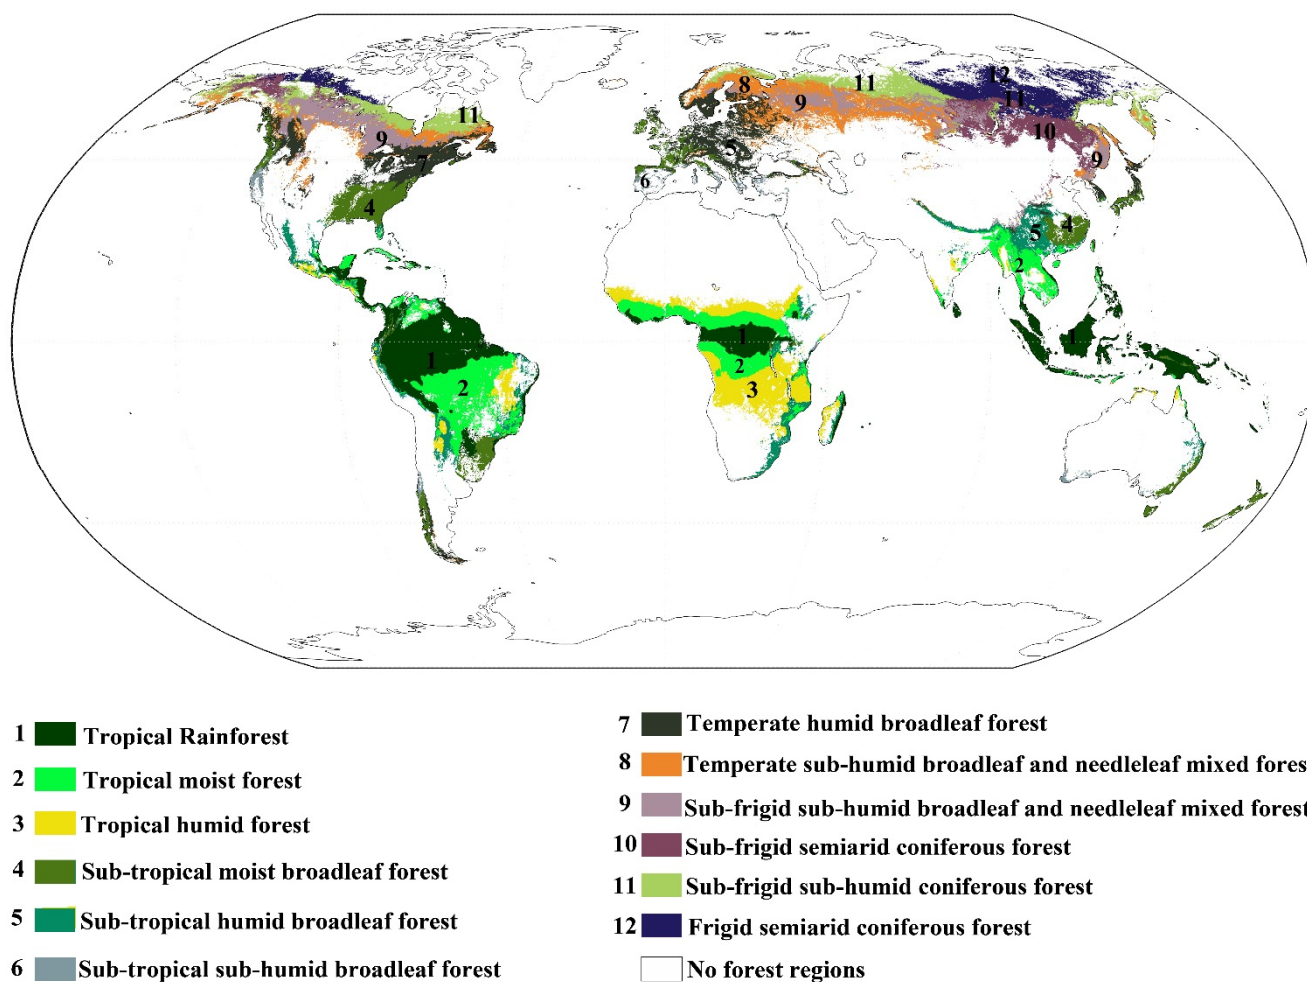 12
11
8
11
9
11
9
10
7
5
9
6
4
4
5
2
1
1
1
2
2
3
1 Tropical Rainforest
2 Tropical moist forest
3 Tropical humid forest
4 Sub-tropical moist broadleaf forest
5 Sub-tropical humid broadleaf forest
6 Sub-tropical sub-humid broadleaf forest
7 Temperate humid broadleaf forest
8 Temperate sub-humid broadleaf and needleleaf mixed fores
9 Sub-frigid sub-humid broadleaf and needleleaf mixed forest
10 Sub-frigid semiarid coniferous forest
11 Sub-frigid sub-humid coniferous forest
12 Frigid semiarid coniferous forest
No forest regions